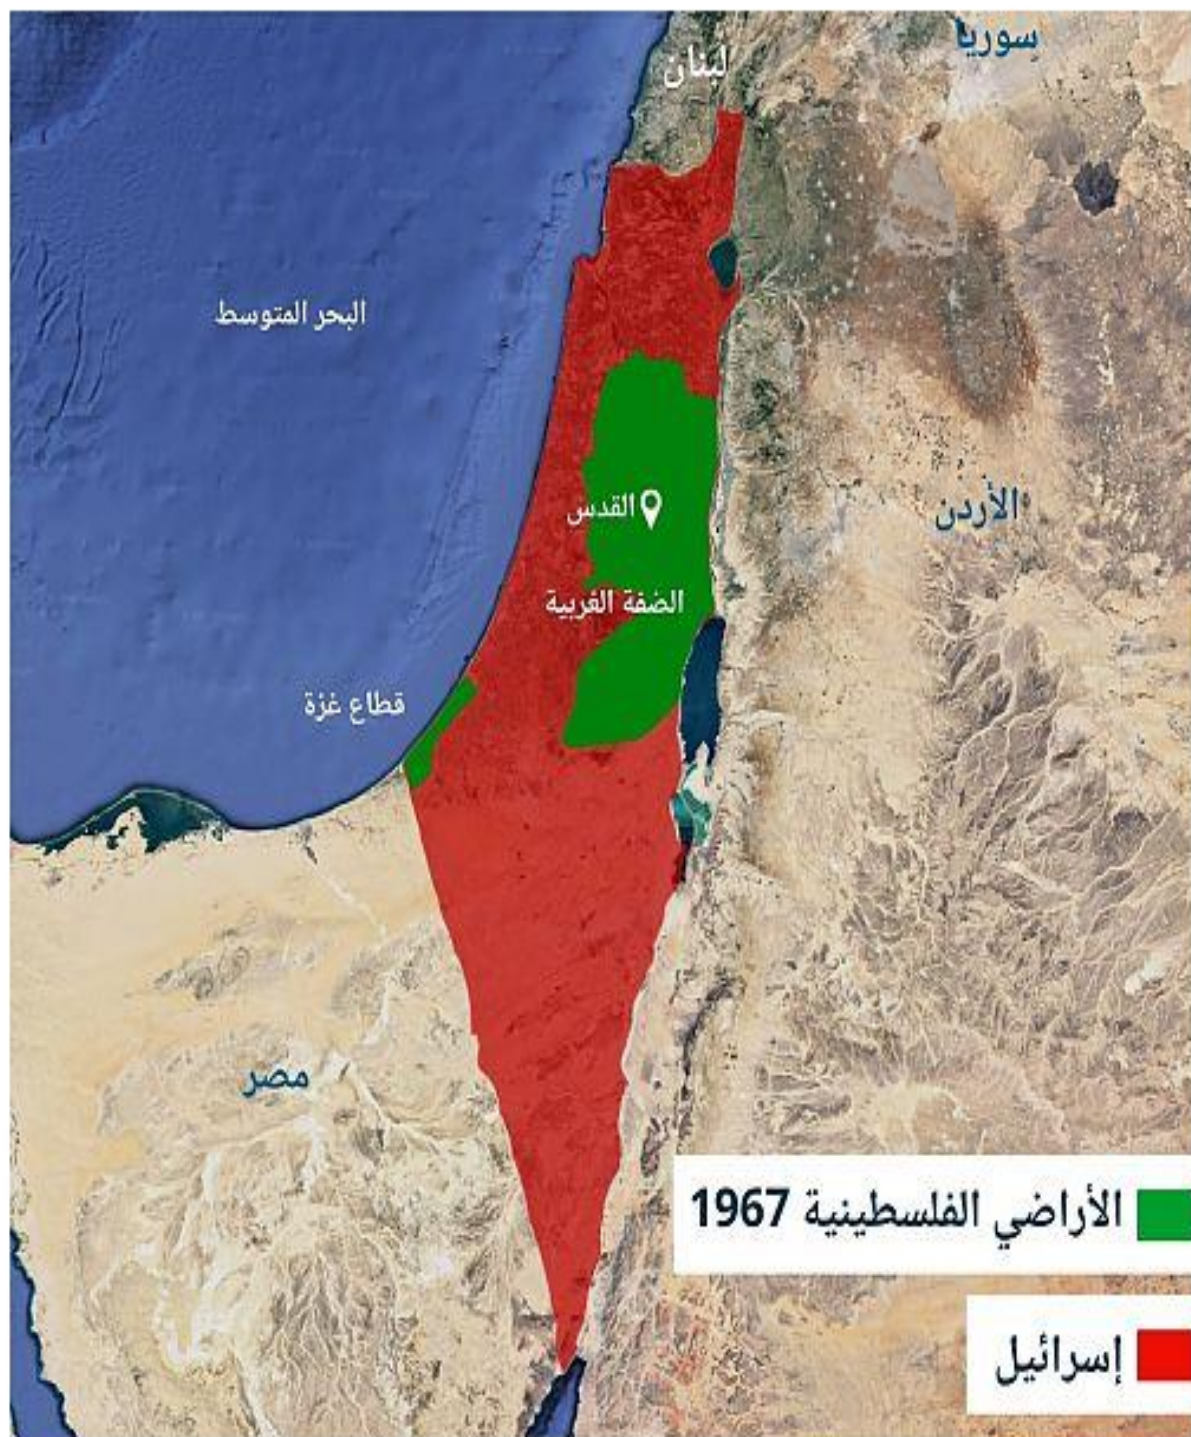 سوريا
لبنان
البحر المتوسط
القدس
الأردن
الضفة الغربية
قطاع غزة
مصر
الأراضي الفلسطينية 1967
إسرائيل